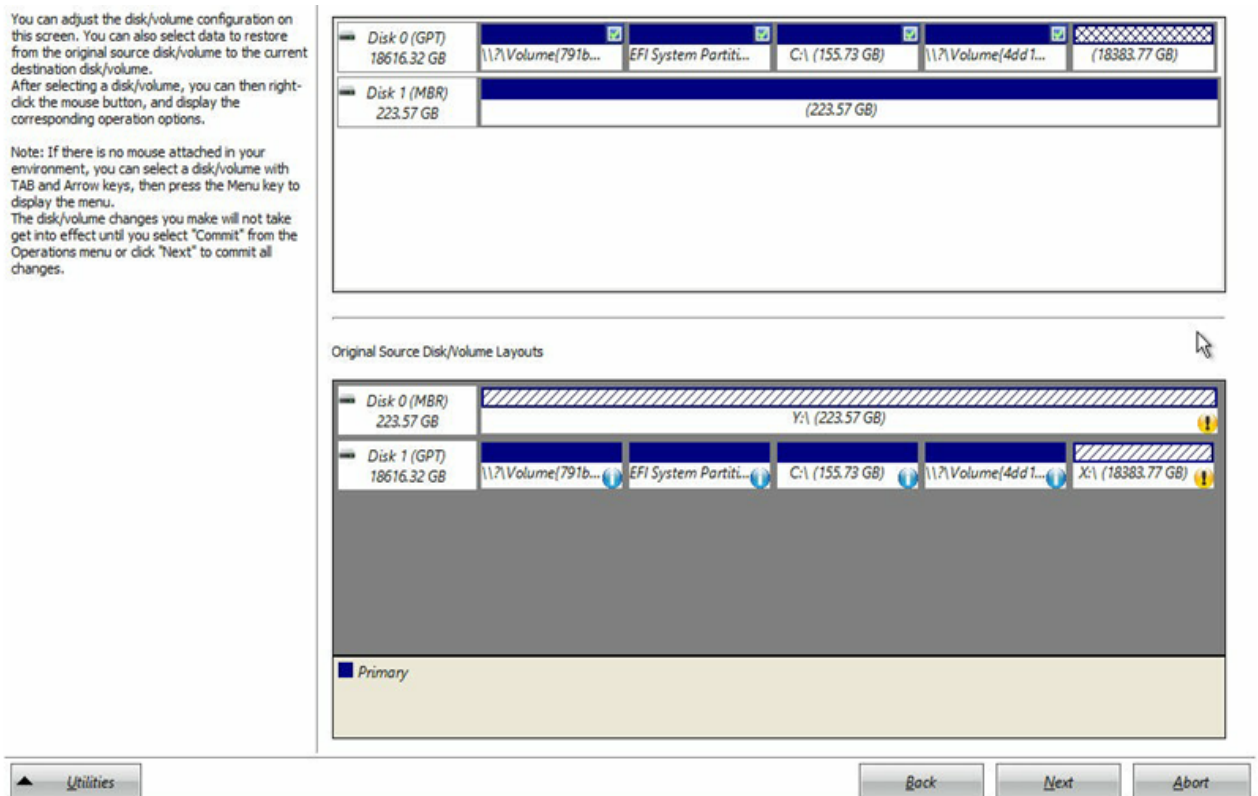 You can adjust the disk/volume configuration on
this screen. You can also select data to restore
from the original source disk/volume to the current
destination disk/volume.
After selecting a disk/volume, you can then right-
click the mouse button, and display the
corresponding operation options.
Note: If there is no mouse attached in your
environment, you can select a disk/volume with
TAB and Arrow keys, then press the Menu key to
display the menu.
The disk/volume changes you make will not take
get into effect until you select "Commit" from the
Operations menu or click "Next" to commit all
changes.
Disk 0 (GPT)
18616.32 GB
\\?\Volume{791b...
EFI System Partiti...
C:\ (155.73 GB)
\\?\Volume{4dd1...
(18383.77 GB)
Disk 1 (MBR)
223.57 GB
(223.57 GB)
Original Source Disk/Volume Layouts
Disk 0 (MBR)
223.57 GB
Y:\ (223.57 GB)
Disk 1 (GPT)
18616.32 GB
\\?\Volume{791b...
EFI System Partiti...
C:\ (155.73 GB)
\\?\Volume{4dd1...
X:\ (18383.77 GB)
Primary
Utilities
Back
Next
Abort